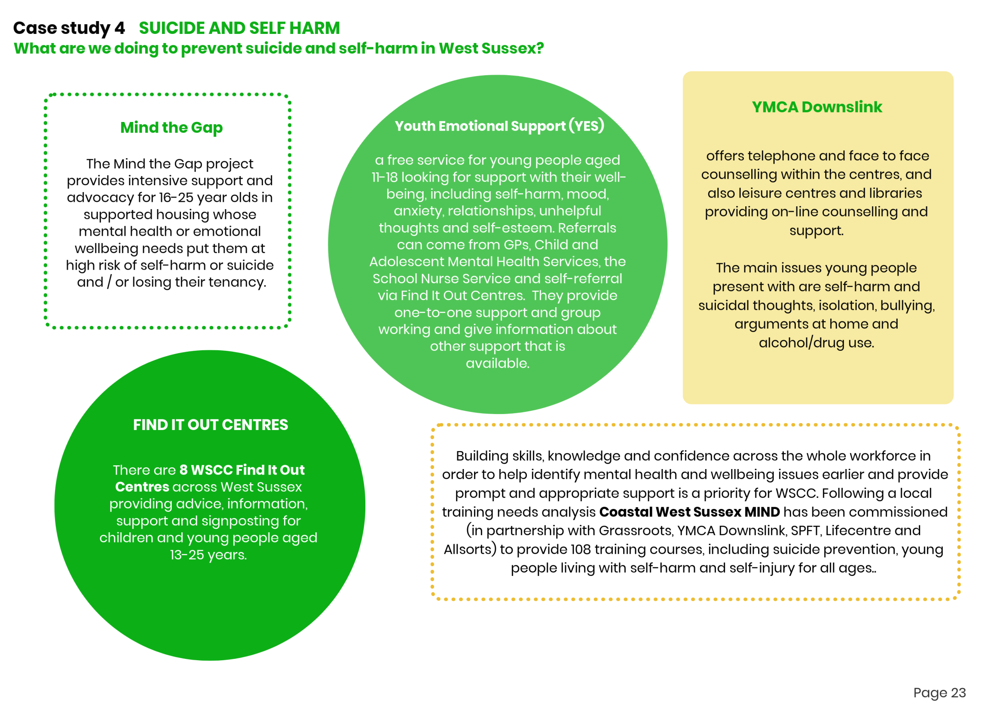 Case study 4 SUICIDE AND SELF HARM
What are we doing to prevent suicide and self-harm in West Sussex?
Mind the Gap
The Mind the Gap project
provides intensive support and
advocacy for 16-25 year olds in
supported housing whose
mental health or emotional
wellbeing needs put them at
high risk of self-harm or suicide
and / or losing their tenancy.
Youth Emotional Support (YES)
a free service for young people aged
11-18 looking for support with their well-
being, including self-harm, mood,
anxiety, relationships, unhelpful
thoughts and self-esteem. Referrals
can come from GPs, Child and
Adolescent Mental Health Services, the
School Nurse Service and self-referral
via Find It Out Centres.  They provide
one-to-one support and group
working and give information about
other support that is
available.
YMCA Downslink
offers telephone and face to face
counselling within the centres, and
also leisure centres and libraries
providing on-line counselling and
support.
The main issues young people
present with are self-harm and
suicidal thoughts, isolation, bullying,
arguments at home and
alcohol/drug use.
FIND IT OUT CENTRES
There are 8 WSCC Find It Out
Centres across West Sussex
providing advice, information,
support and signposting for
children and young people aged
13-25 years.
Building skills, knowledge and confidence across the whole workforce in
order to help identify mental health and wellbeing issues earlier and provide
prompt and appropriate support is a priority for WSCC. Following a local
training needs analysis Coastal West Sussex MIND has been commissioned
(in partnership with Grassroots, YMCA Downslink, SPFT, Lifecentre and
Allsorts) to provide 108 training courses, including suicide prevention, young
people living with self-harm and self-injury for all ages..
Page 23